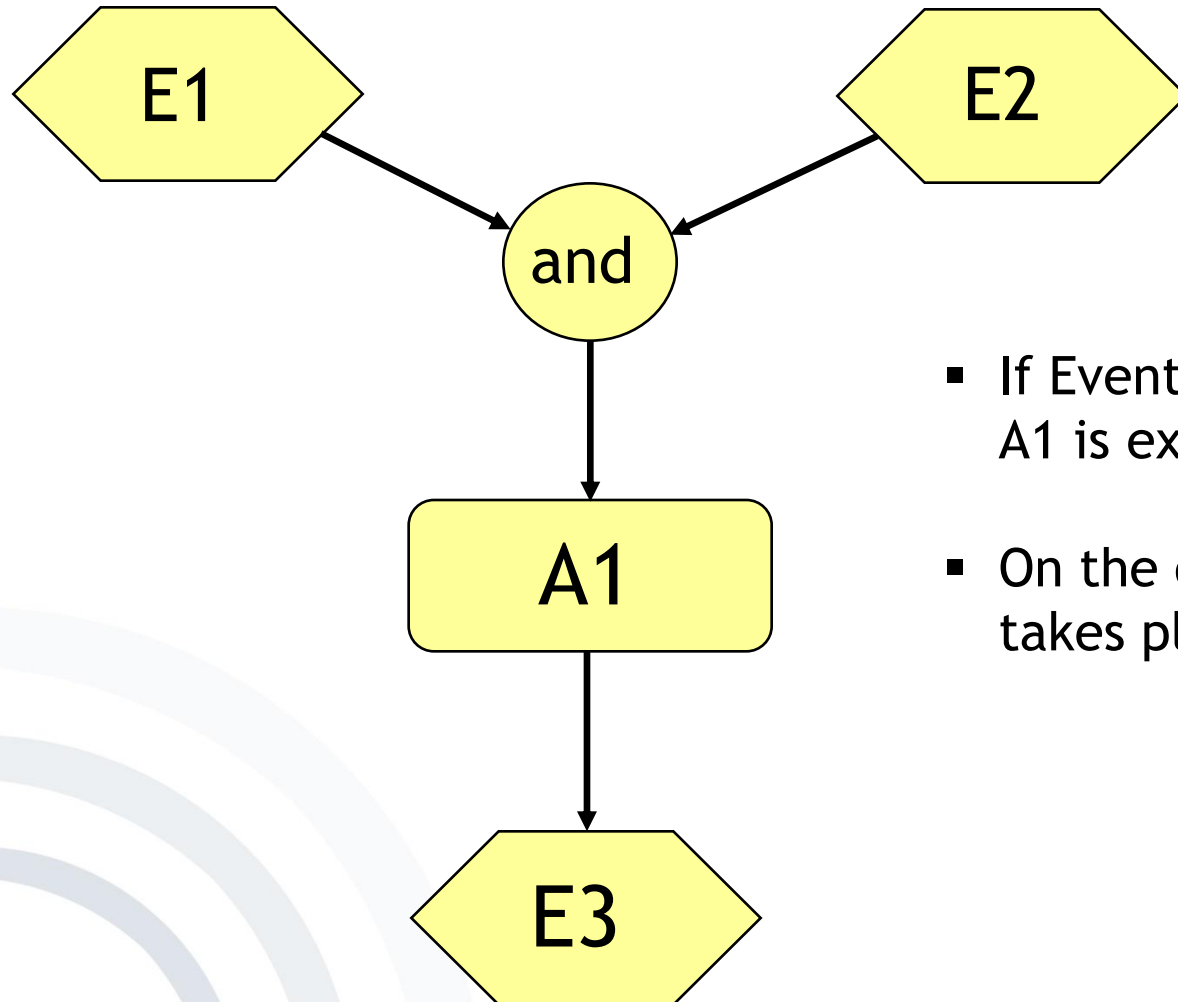 E1
E2
and
▪ If Event
A1 is ex
A1
▪ On the
takes pl
E3